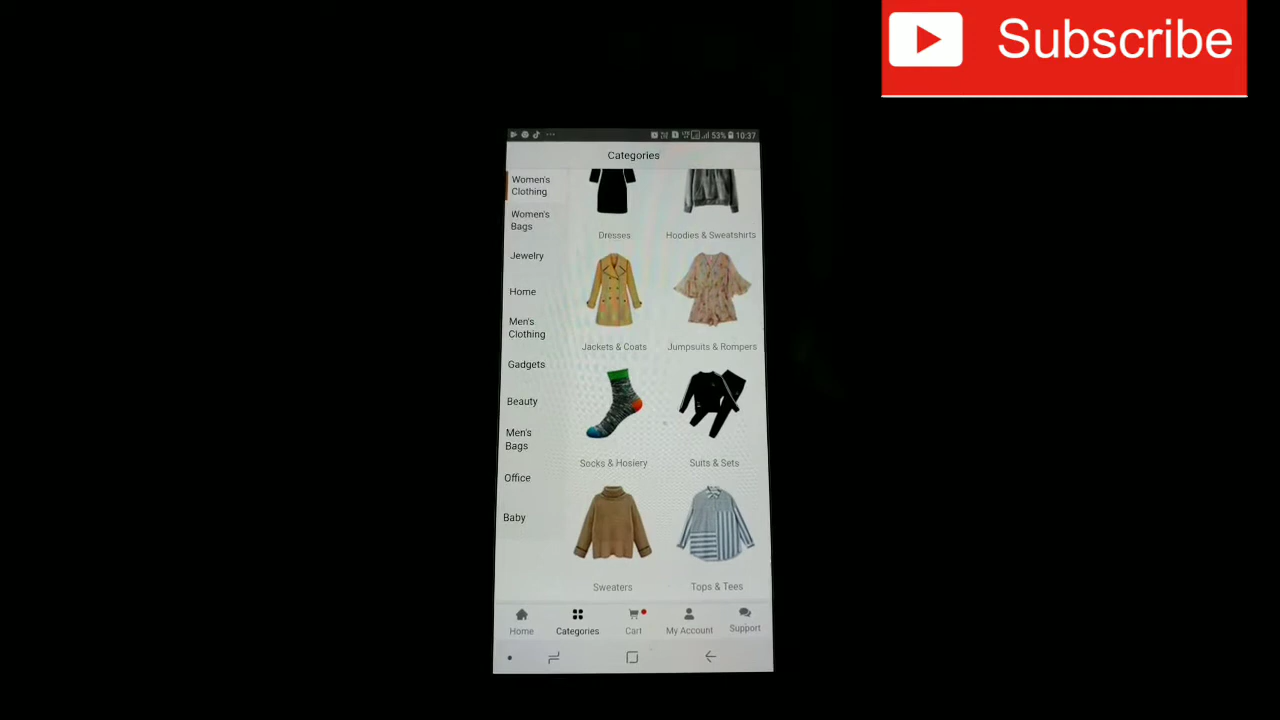 Subscribe
53% 10:37
Categories
Women's
Clothing
Women's
Bags
Jewelry
Home
Men's
Clothing
Gadgets
Beauty
Men's
Bags
Office
Baby
Dresses
Hoodies & Sweatshirts
Jackets & Coats
Jumpsuits & Rompers
Socks & Hosiery
Suits & Sets
Sweaters
Tops & Tees
Home
Categories
Cart
My Account
Support